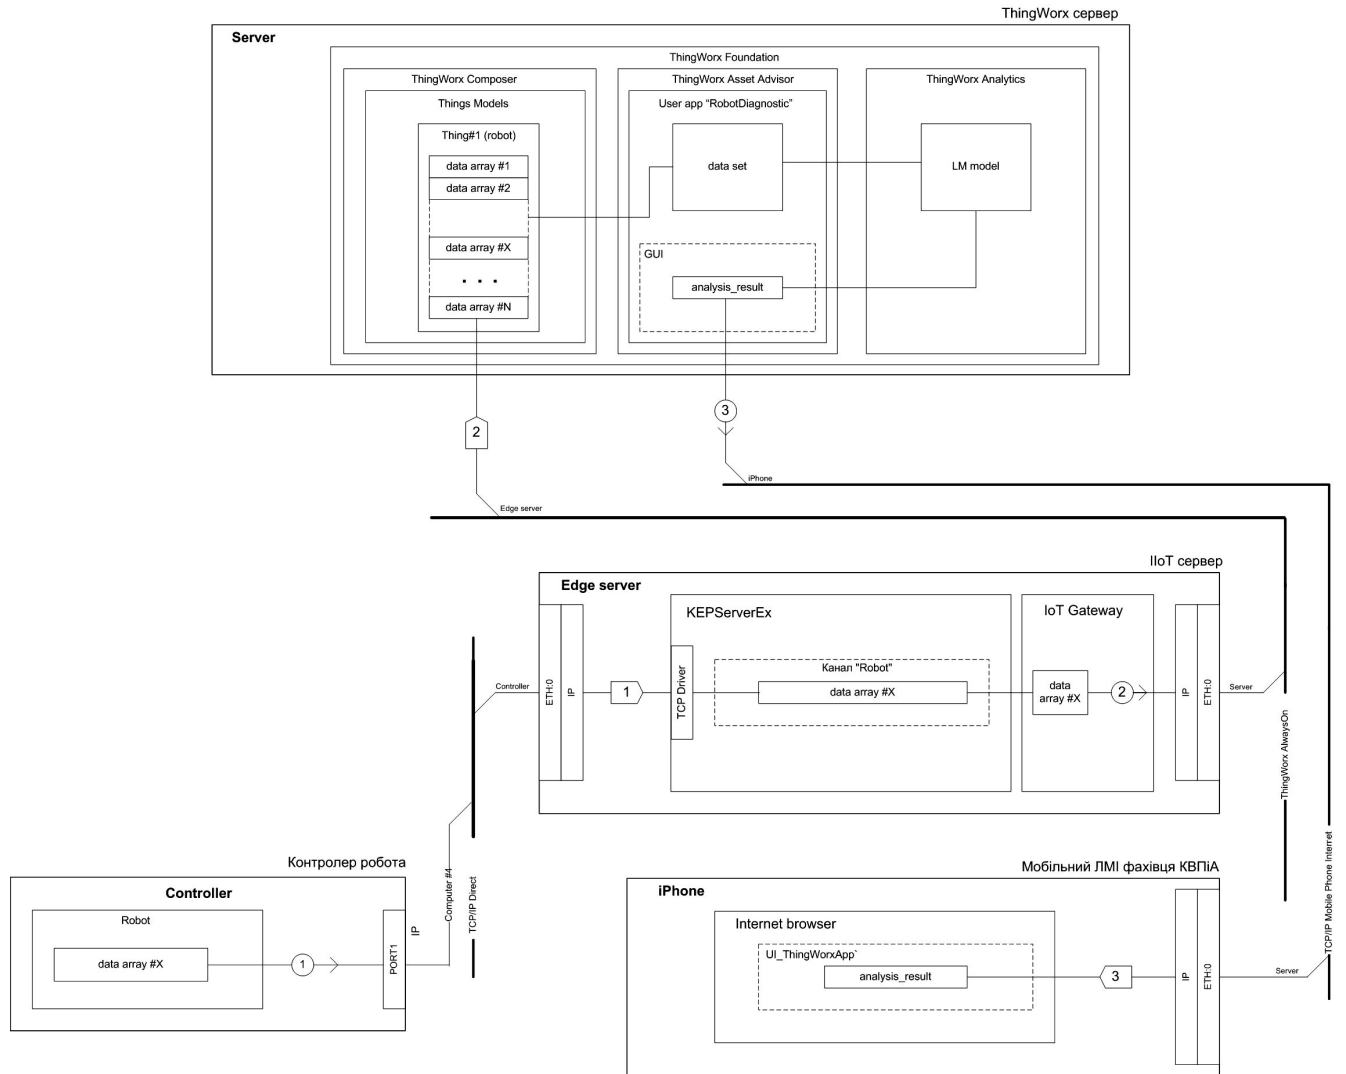 ThingWorx сервер
Server
ThingWorx Foundation
ThingWorx Composer
ThingWorx Asset Advisor
ThingWorx Analytics
Things Models
User app “RobotDiagnostic”
Thing#1 (robot)
data array #1
data array #2
data array #X
. . .
data array #N
data set
LM model
GUI
analysis_result
2
3
iPhone
Edge server
IIoT сервер
Edge server
KEPServerEx
IoT Gateway
ETH:0
IP
Controller
1
TCP Driver
Канал "Robot"
data array #X
data
array #X
2
IP
ETH:0
Server
ThingWorx AlwaysOn
Контролер робота
Controller
Robot
data array #X
1
PORT1
IP
Computer #4
TCP/IP Direct
Мобільний ЛМІ фахівця КВПіА
iPhone
Internet browser
UI_ThingWorxApp`
analysis_result
3
IP
ETH:0
Server
TCP/IP Mobile Phone Internet